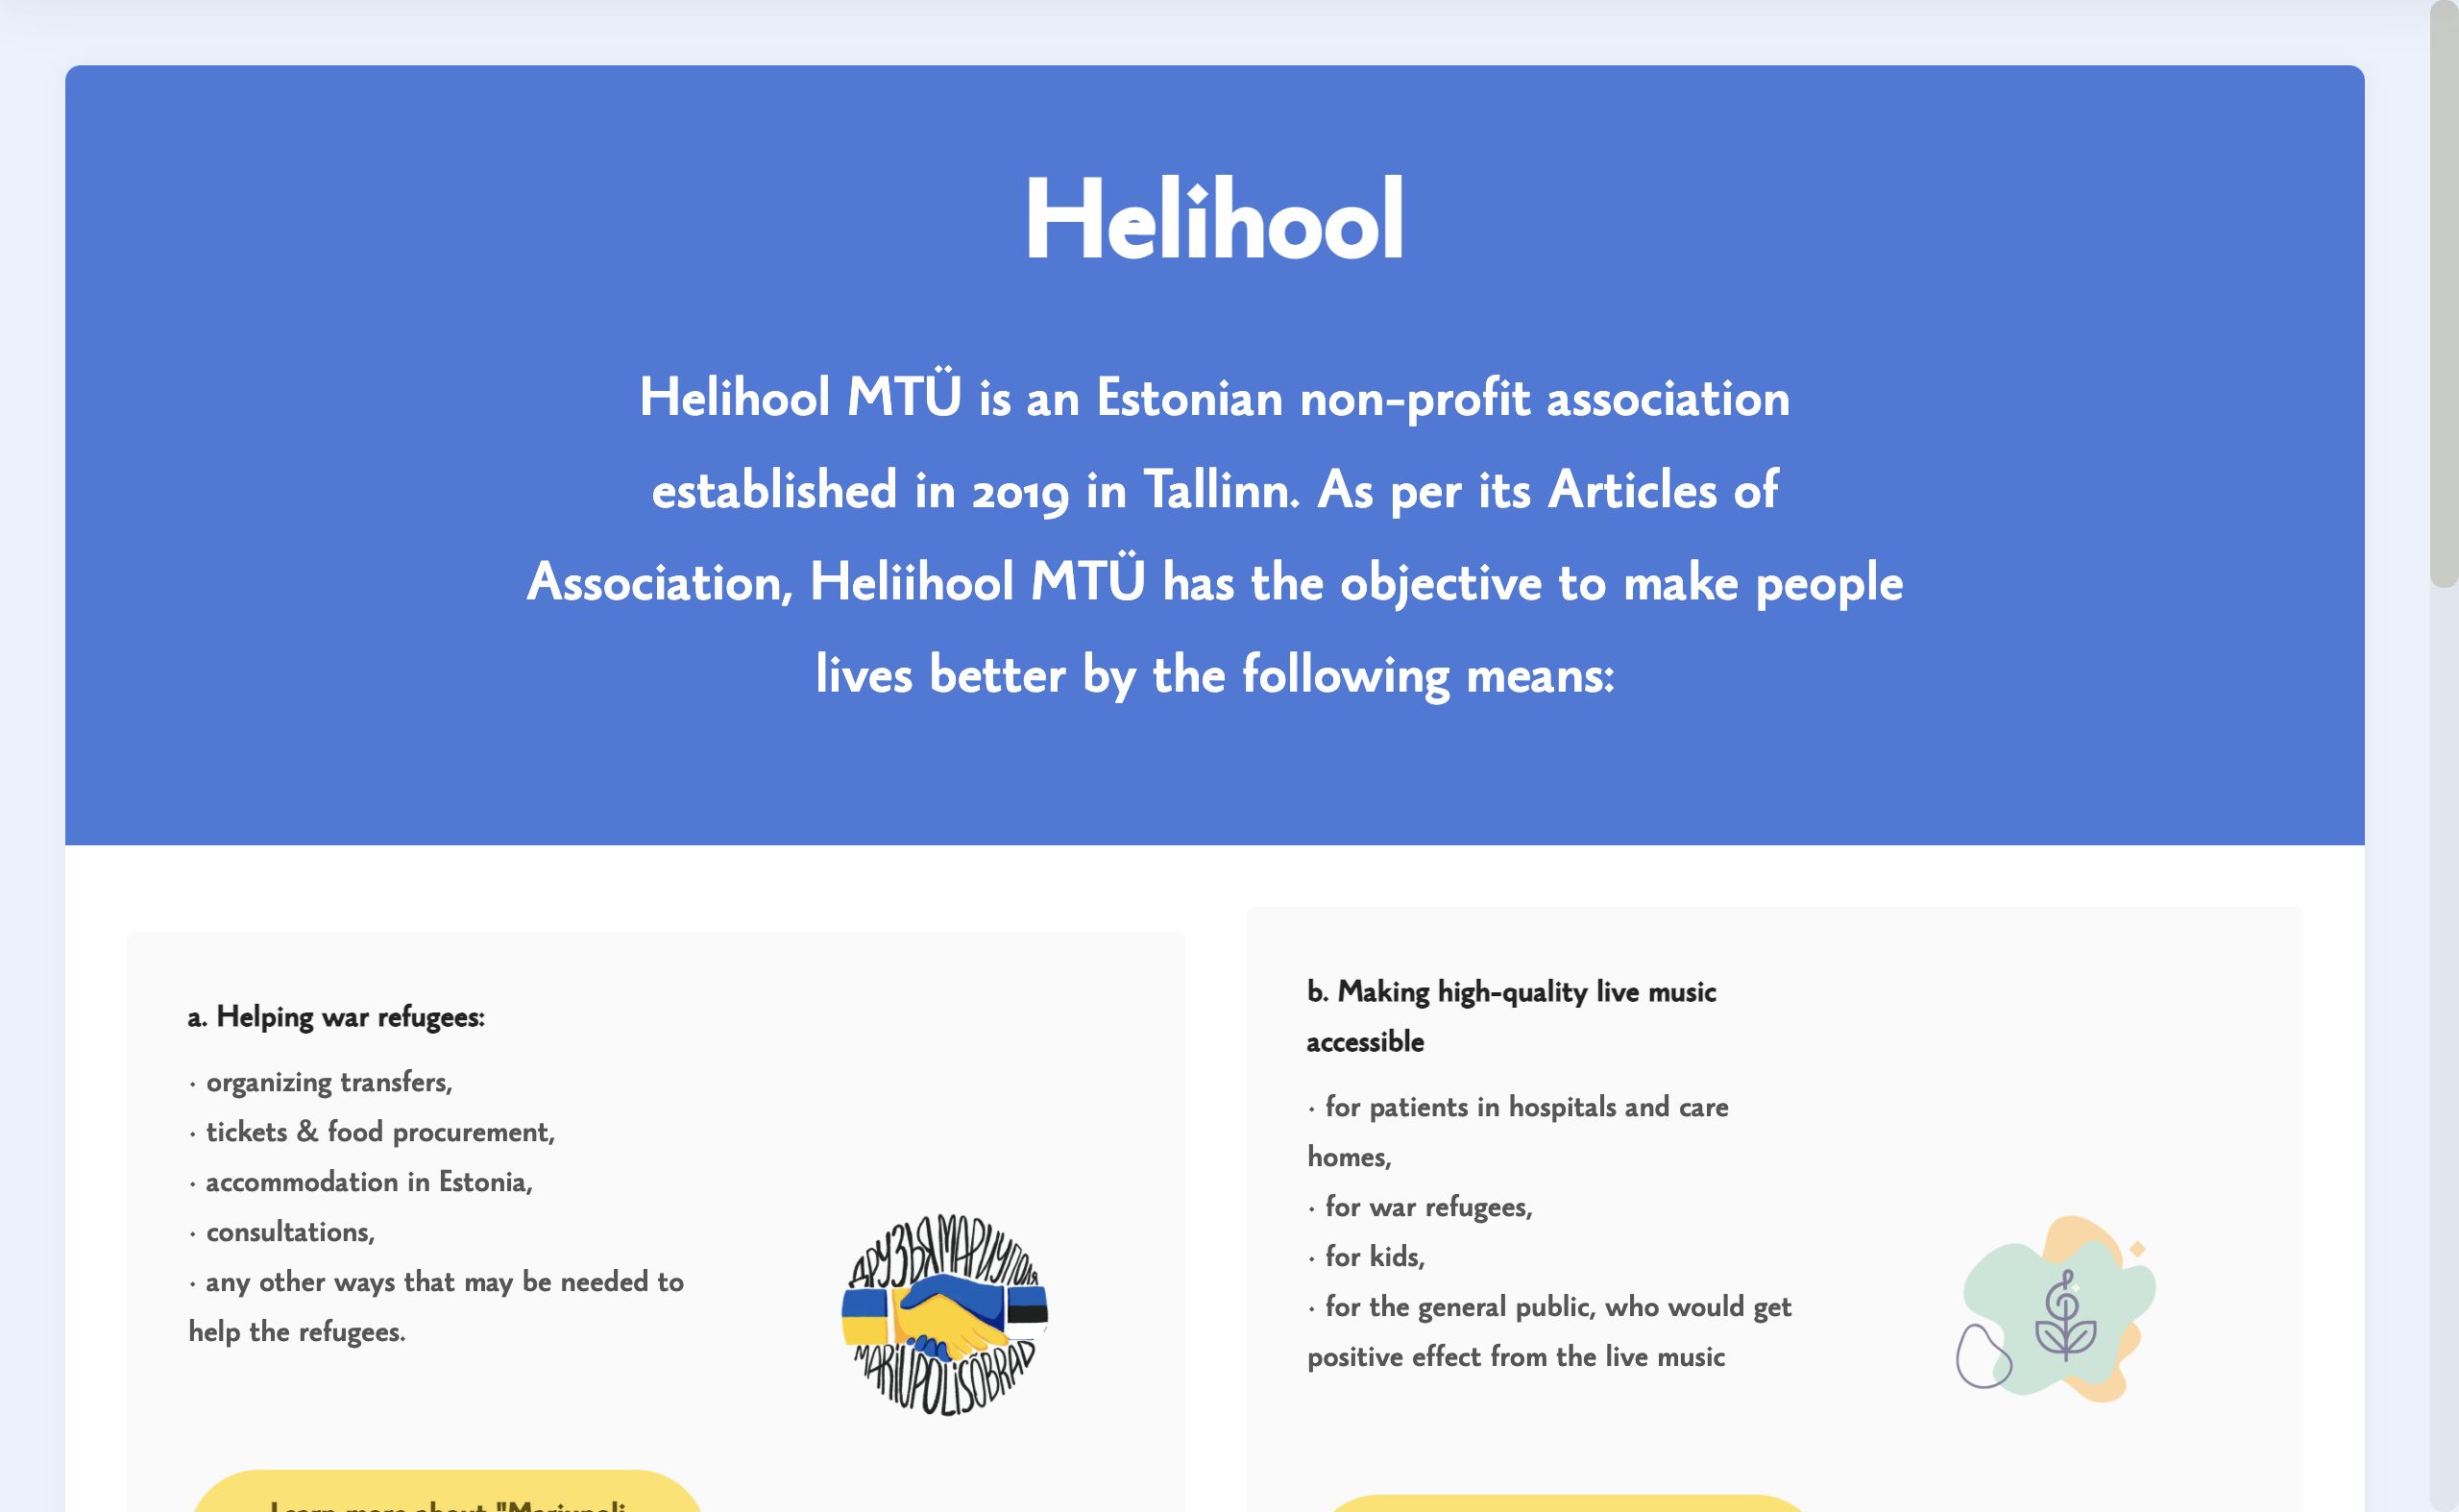 Helihool
Helihool MTÜ is an Estonian non-profit association
established in 2019 in Tallinn. As per its Articles of
Association, Heliihool MTÜ has the objective to make people
lives better by the following means:
a. Helping war refugees:
· organizing transfers,
· tickets & food procurement,
· accommodation in Estonia,
· consultations,
· any other ways that may be needed to
help the refugees.
ДРУЗЬЯ МАРИУПОЛЯ
MARIUPOLI SÕBRAD
Learn more about "Mariupoli
b. Making high-quality live music
accessible
· for patients in hospitals and care
homes,
· for war refugees,
· for kids,
· for the general public, who would get
positive effect from the live music